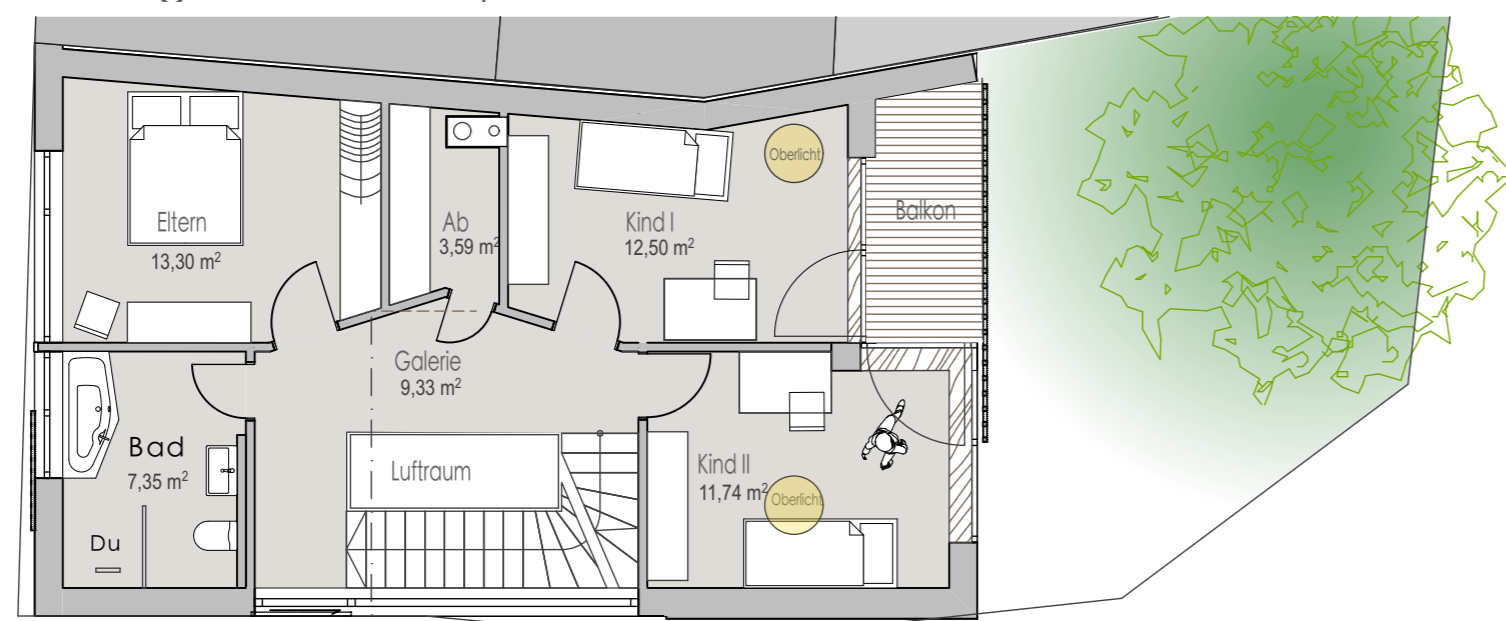 Eltern
13,30 m²
Ab
3,59 m²
Kind I
12,50 m²
Oberlicht
Balkon
Galerie
9,33 m²
Bad
7,35 m²
Du
Luftraum
Kind II
11,74 m²
Oberlicht